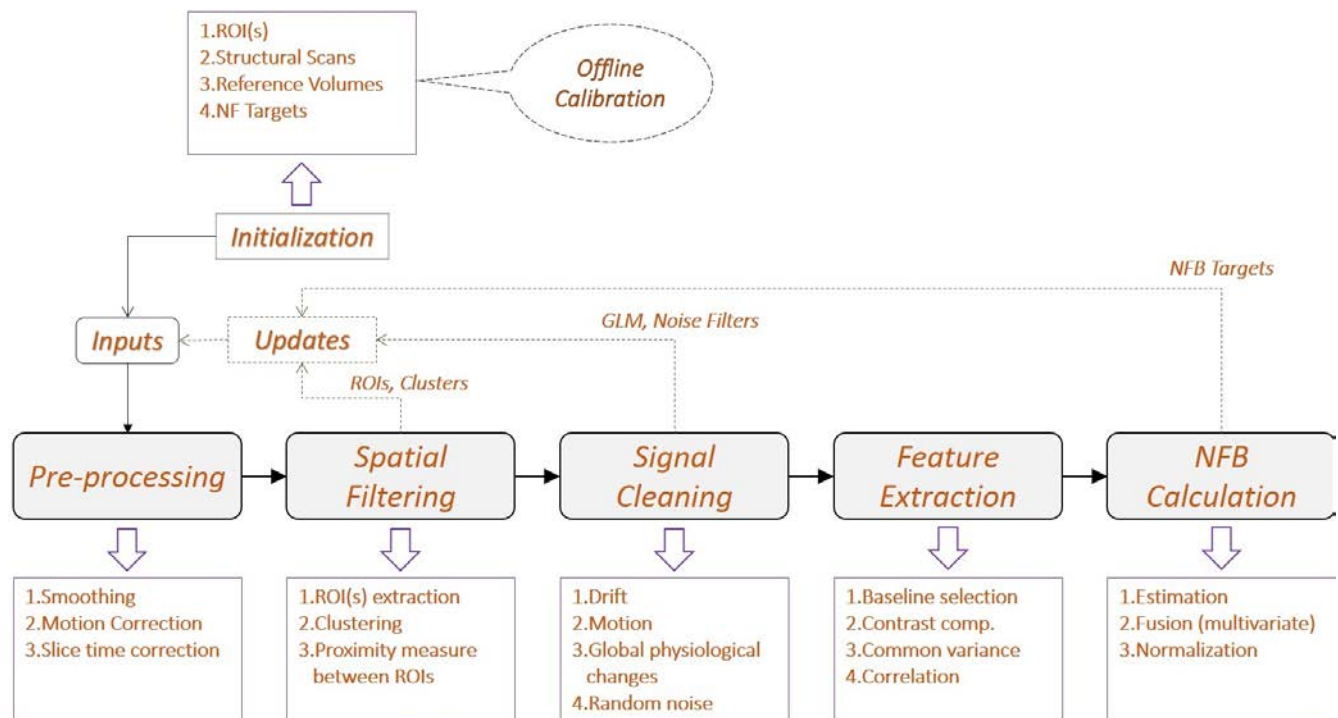 1.ROI(s)
2.Structural Scans
3.Reference Volumes
4.NF Targets
Offline
Calibration
Initialization
NFB Targets
GLM, Noise Filters
Inputs
Updates
ROIs, Clusters
Pre-processing
Spatial
Filtering
Signal
Cleaning
Feature
Extraction
NFB
Calculation
1.Smoothing
2.Motion Correction
3.Slice time correction
1.ROI(s) extraction
2.Clustering
3.Proximity measure
between ROIs
1.Drift
2.Motion
3.Global physiological
changes
4.Random noise
1.Baseline selection
2.Contrast comp.
3.Common variance
4.Correlation
1.Estimation
2.Fusion (multivariate)
3.Normalization